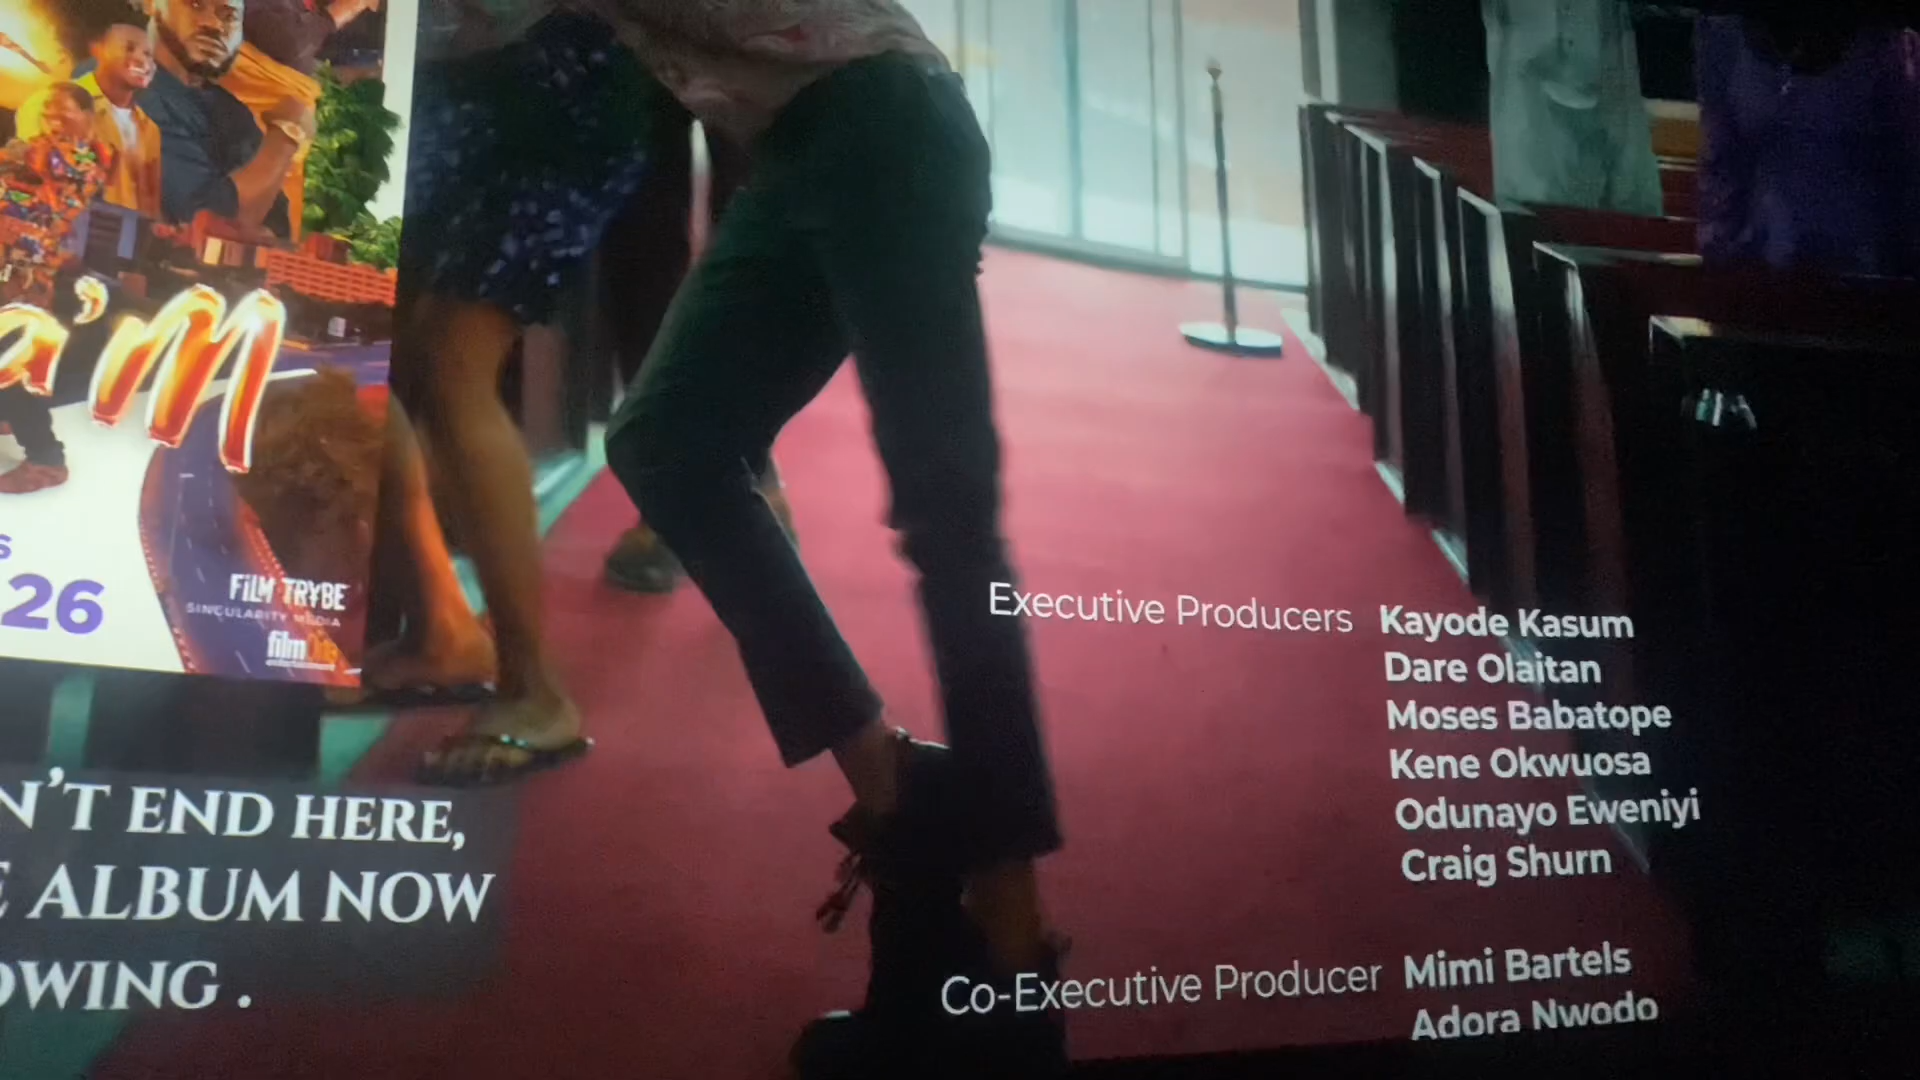 a'M
s
26
FILM TRYBE
SINGULARITY MEDIA
filmOne
entertainment
N'T END HERE,
E ALBUM NOW
OWING .
Executive Producers Kayode Kasum
Dare Olaitan
Moses Babatope
Kene Okwuosa
Odunayo Eweniyi
Craig Shurn
Co-Executive Producer Mimi Bartels
Adora Nwodo